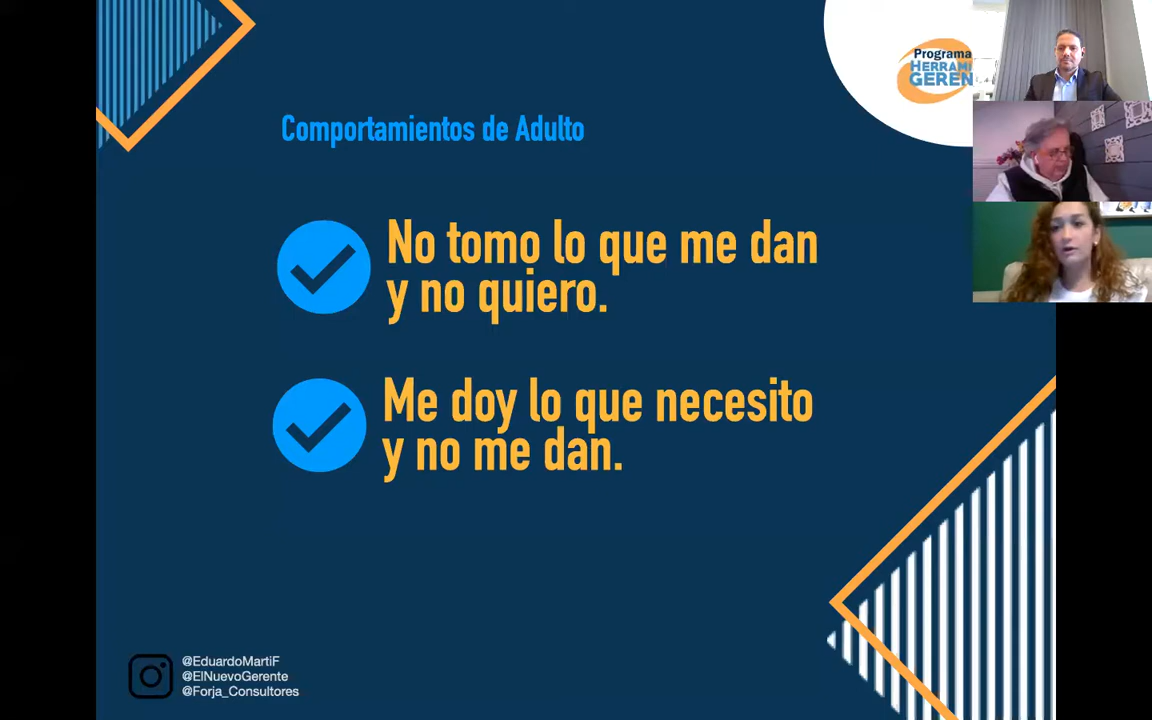 Programa
Comportamientos de Adulto
No tomo lo que me dan
y no quiero.
Me doy lo que necesito
y no me dan.
@EduardoMartiF
@ElNuevoGerente
@Forja_Consultores